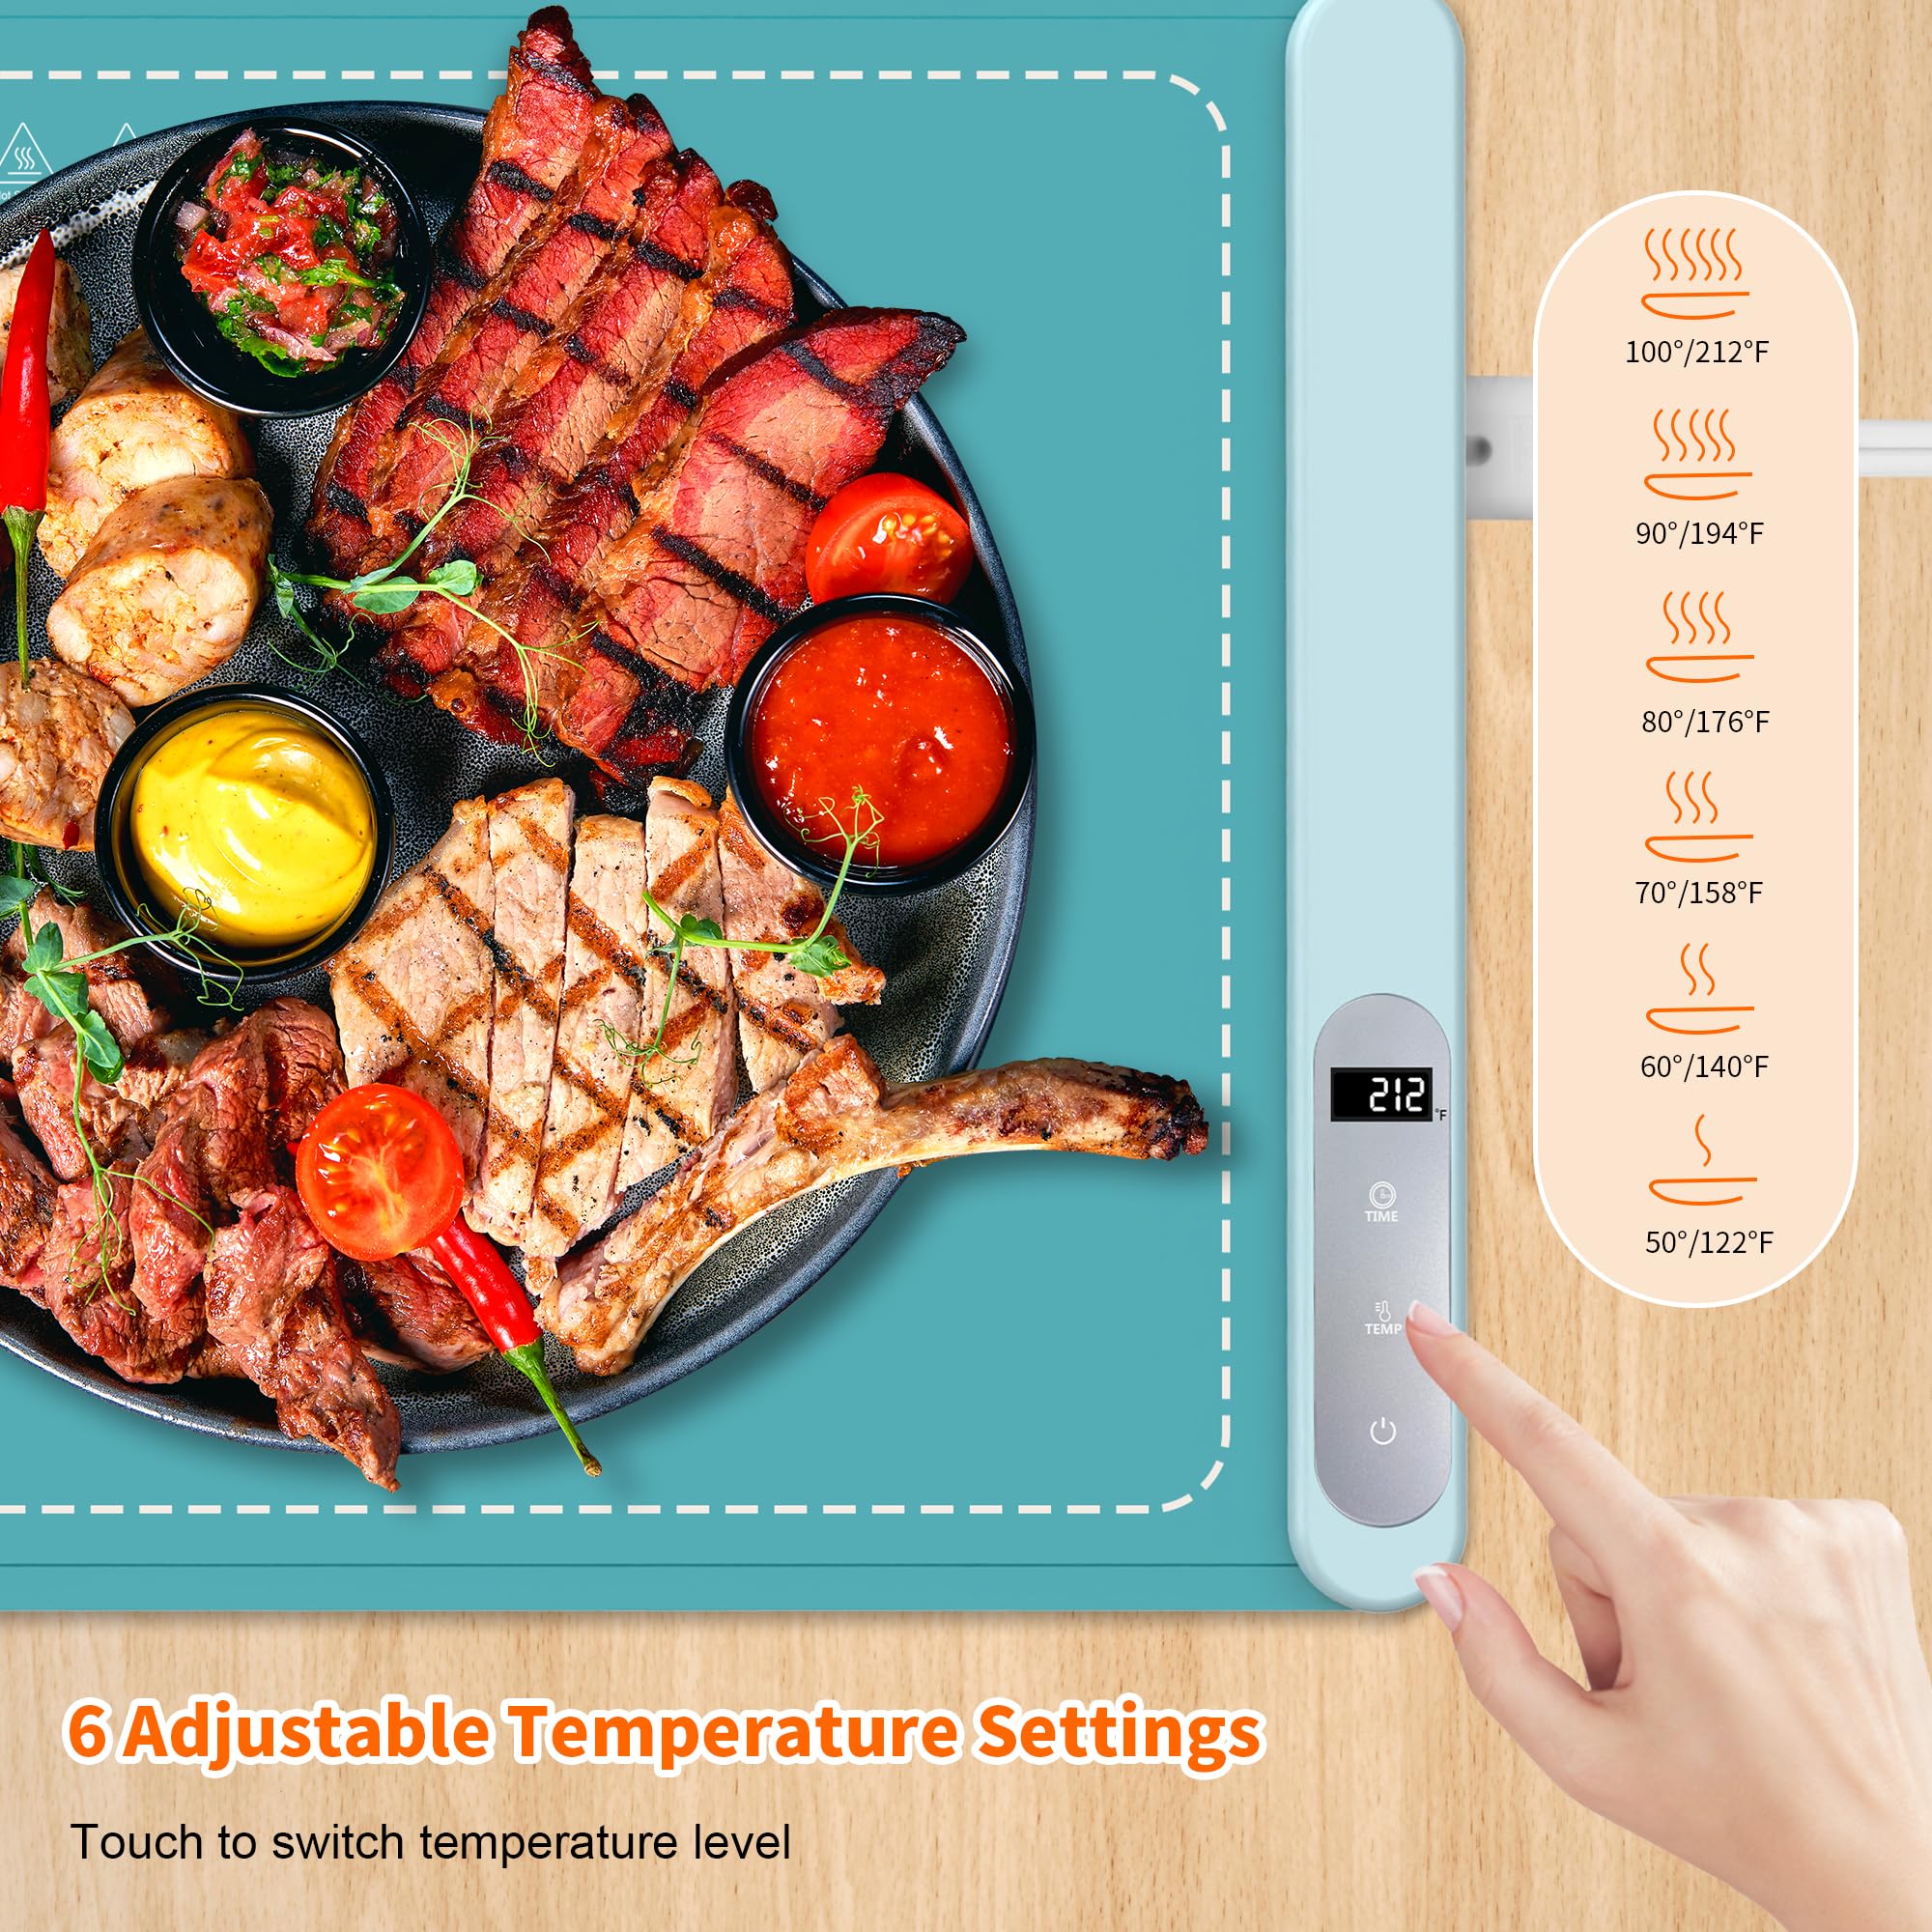 100°/212°F
90°/194°F
80°/176°F
70°/158°F
60°/140°F
50°/122°F
212
°F
TIME
TEMP
6 Adjustable Temperature Settings
Touch to switch temperature level